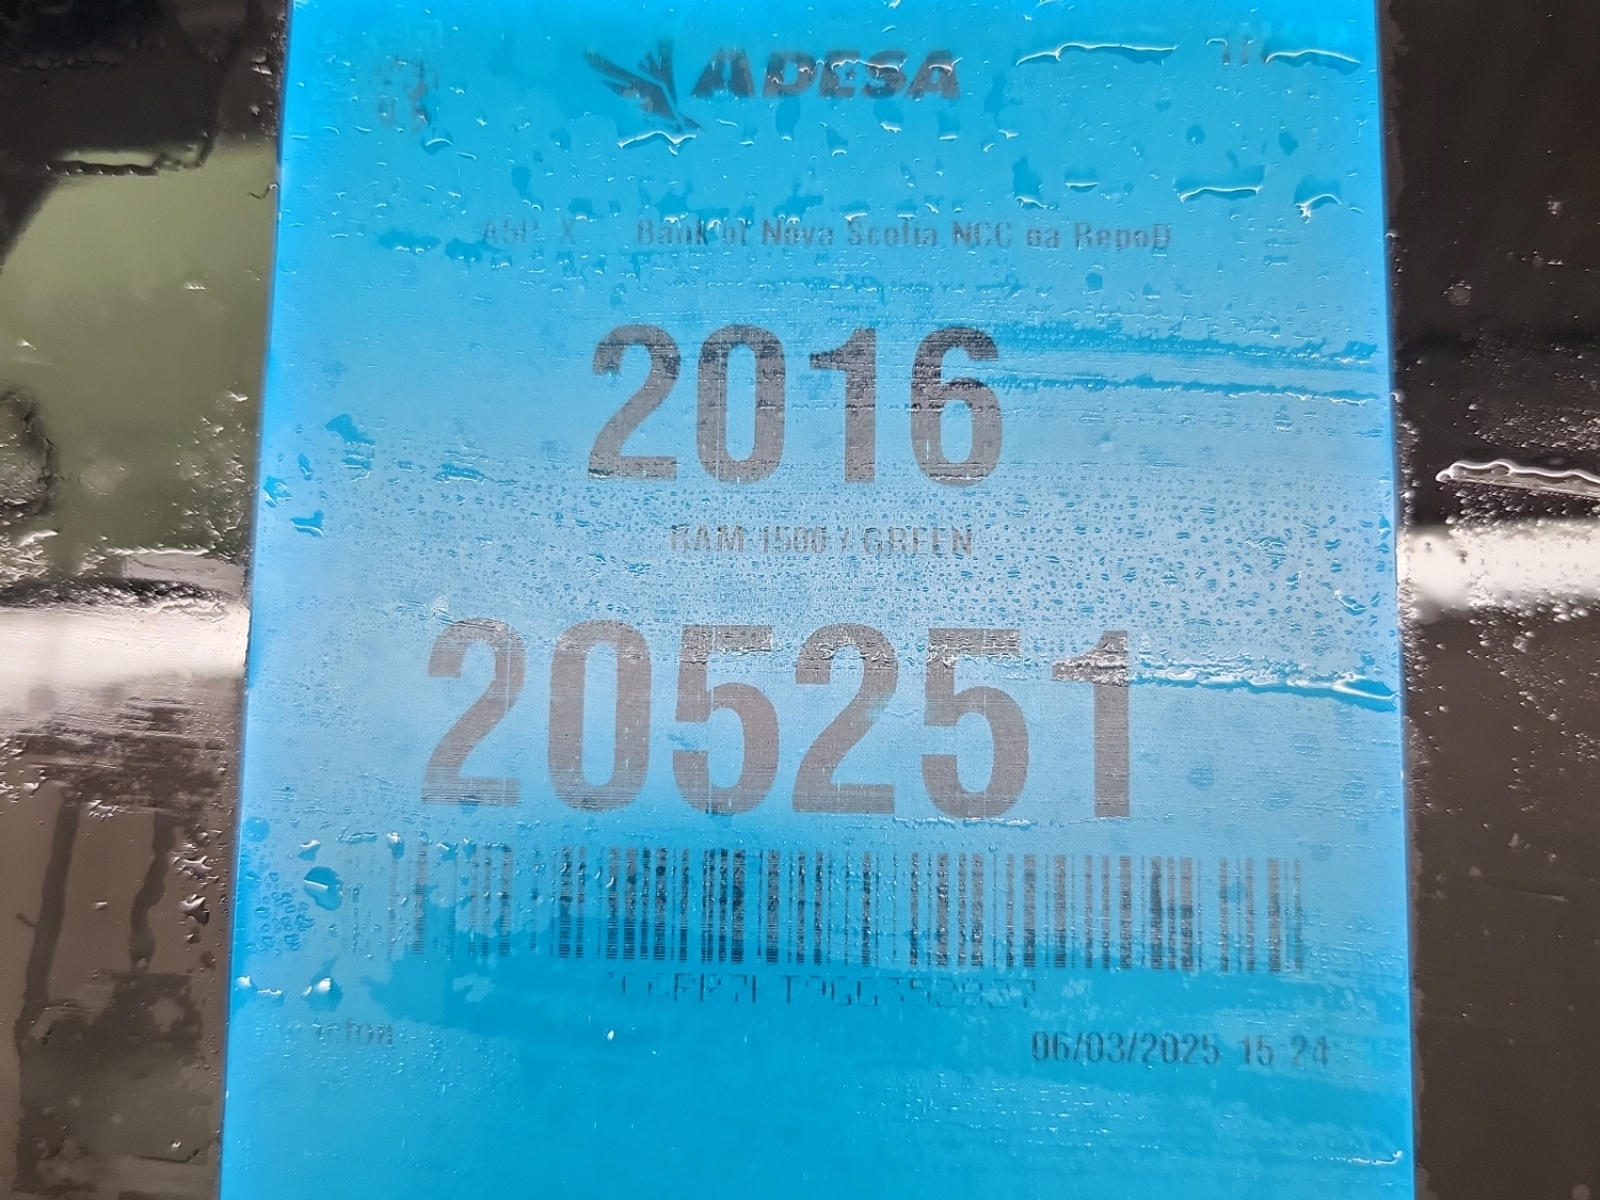 ADESA
Bank of Nova Scotia NCC oa RepoD
2016
RAM 1500 / GREEN
205251
06/03/2025 15 24